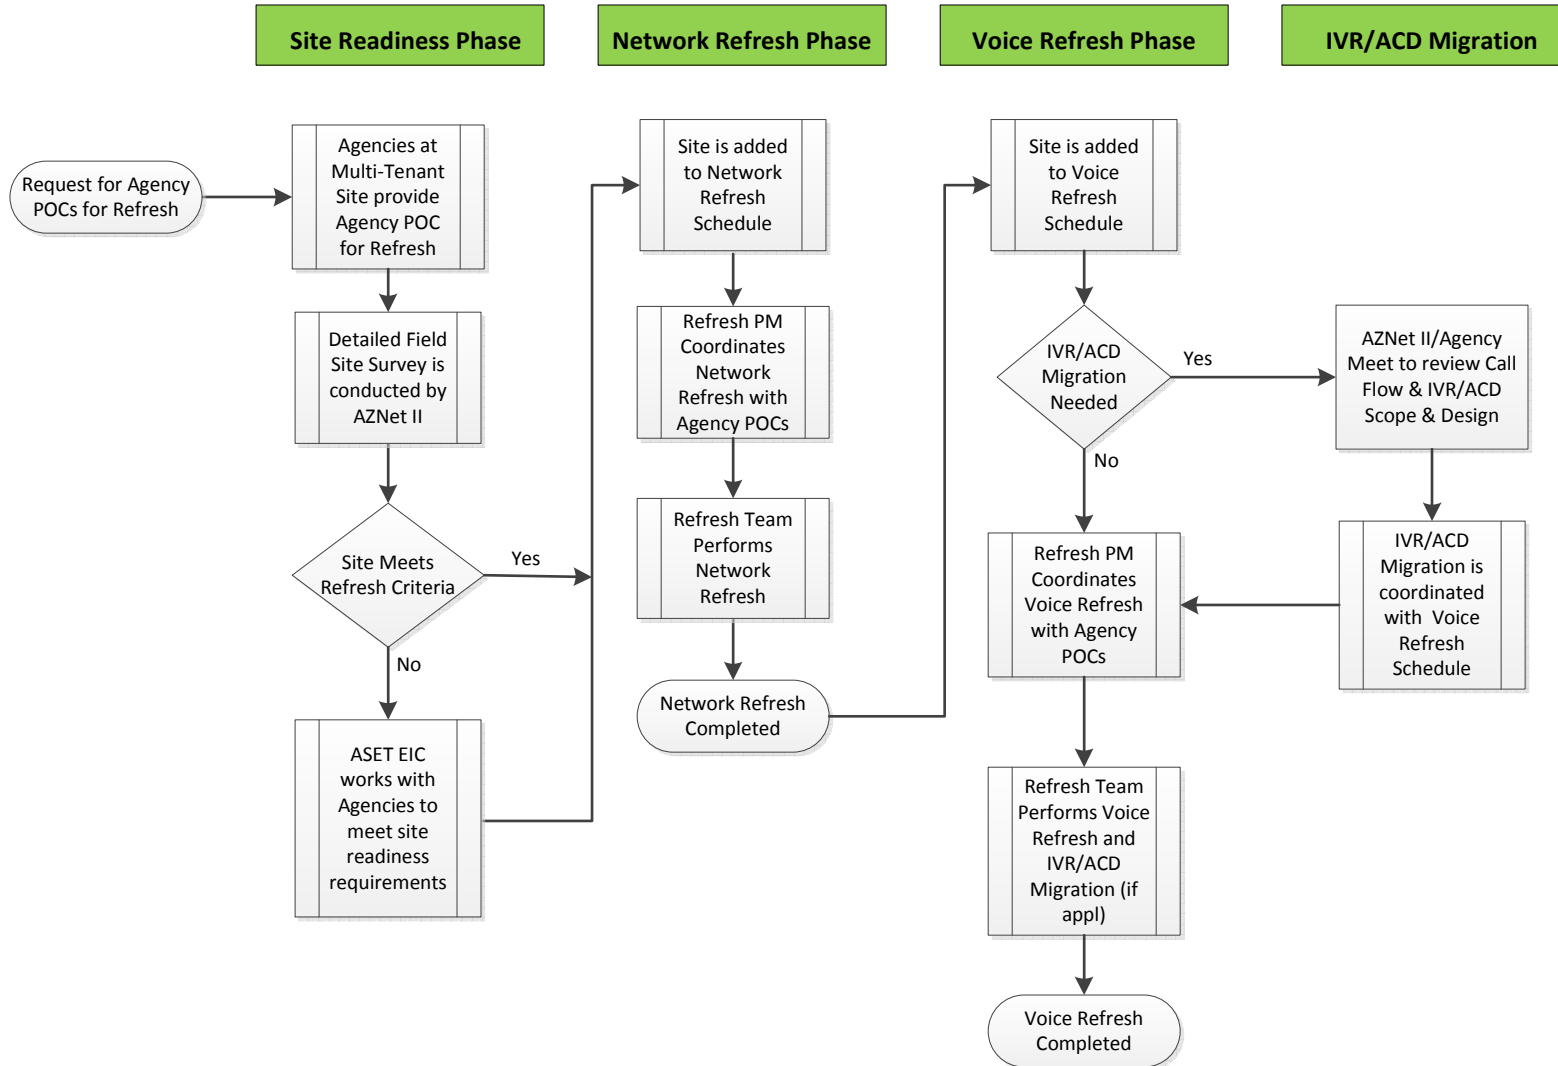 Site Readiness Phase
Network Refresh Phase
Voice Refresh Phase
IVR/ACD Migration
Request for Agency
POCs for Refresh
Agencies at
Multi-Tenant
Site provide
Agency POC
for Refresh
Detailed Field
Site Survey is
conducted by
AZNet II
Site Meets
Refresh Criteria
Yes
No
ASET EIC
works with
Agencies to
meet site
readiness
requirements
Site is added
to Network
Refresh
Schedule
Refresh PM
Coordinates
Network
Refresh with
Agency POCs
Refresh Team
Performs
Network
Refresh
Network Refresh
Completed
Site is added
to Voice
Refresh
Schedule
IVR/ACD
Migration
Needed
Yes
No
AZNet II/Agency
Meet to review Call
Flow & IVR/ACD
Scope & Design
IVR/ACD
Migration is
coordinated
with Voice
Refresh
Schedule
Refresh PM
Coordinates
Voice Refresh
with Agency
POCs
Refresh Team
Performs Voice
Refresh and
IVR/ACD
Migration (if
appl)
Voice Refresh
Completed